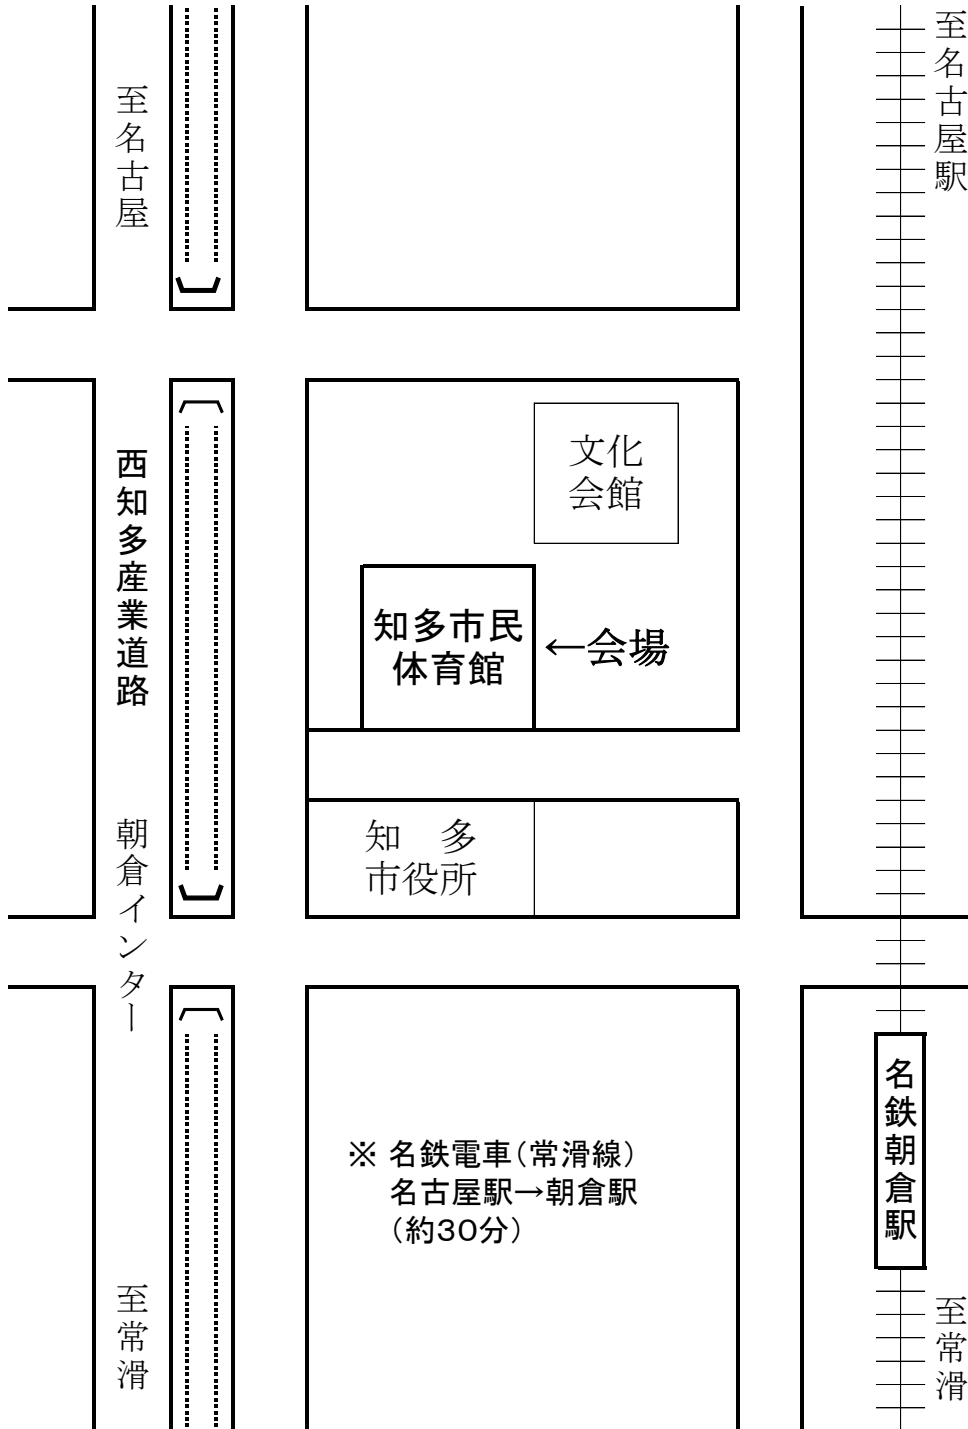 至名古屋
至名古屋駅
文化
会館
西知多産業道路
知多市民
体育館
←会場
朝倉インター
知　多
市役所
名鉄朝倉駅
※ 名鉄電車（常滑線）
名古屋駅→朝倉駅
（約30分）
至常滑
至常滑